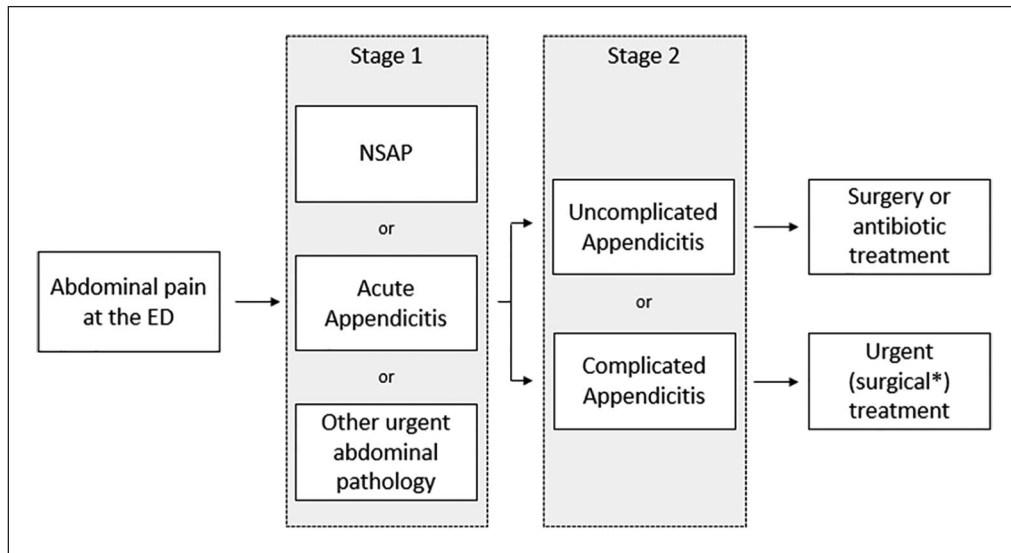 Stage 1
Stage 2
NSAP
or
Abdominal pain
at the ED
Acute
Appendicitis
or
Other urgent
abdominal
pathology
Uncomplicated
Appendicitis
or
Complicated
Appendicitis
Surgery or
antibiotic
treatment
Urgent
(surgical*)
treatment